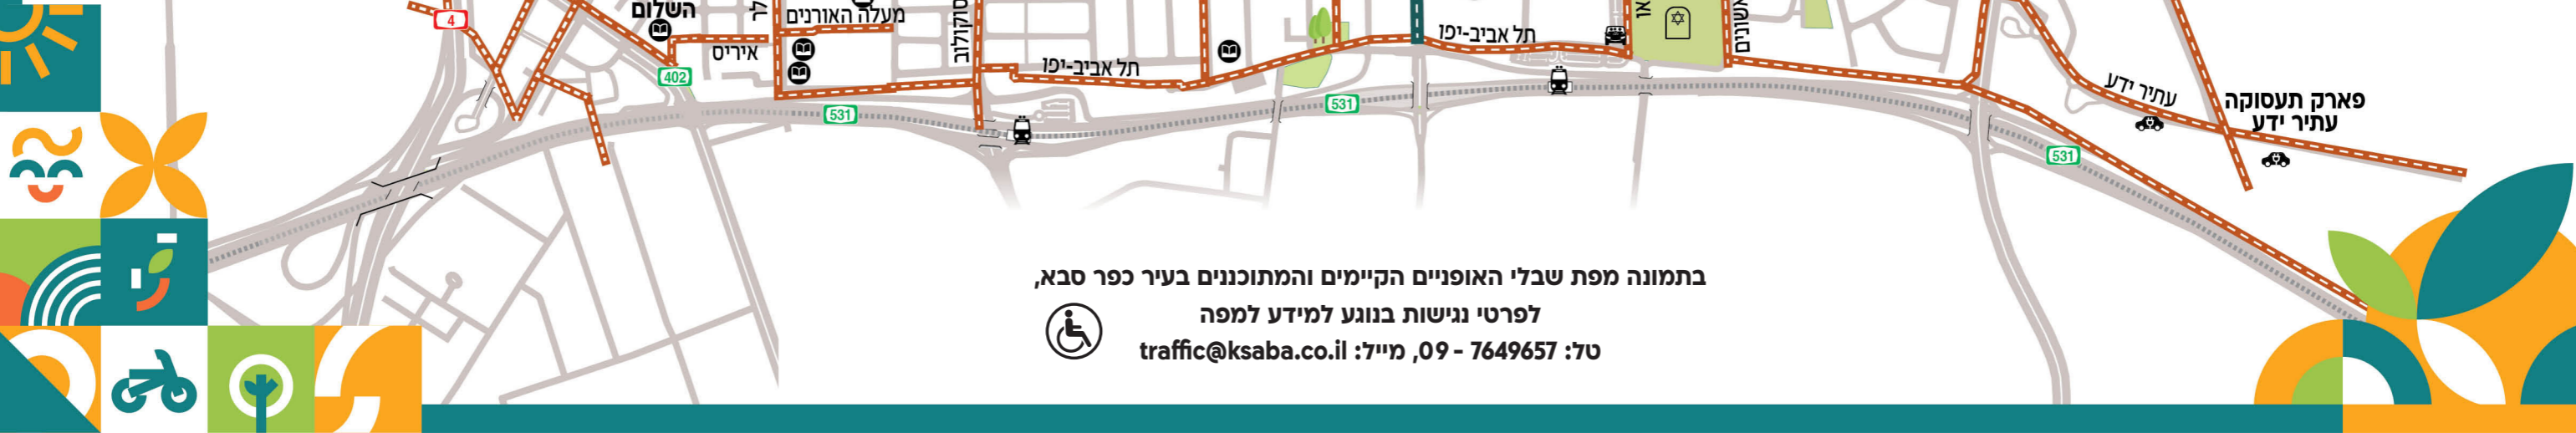 השלום
מעלה האורנים
איריס
סוקולוב
תל אביב-יפו
תל אביב-יפו
עתיר ידע
פארק תעסוקה
עתיר ידע
4
402
531
531
531
בתמונה מפת שבלי האופניים הקיימים והמתוכננים בעיר כפר סבא,
לפרטי נגישות בנוגע למידע למפה
טל: 7649657 - 09, מייל: traffic@ksaba.co.il